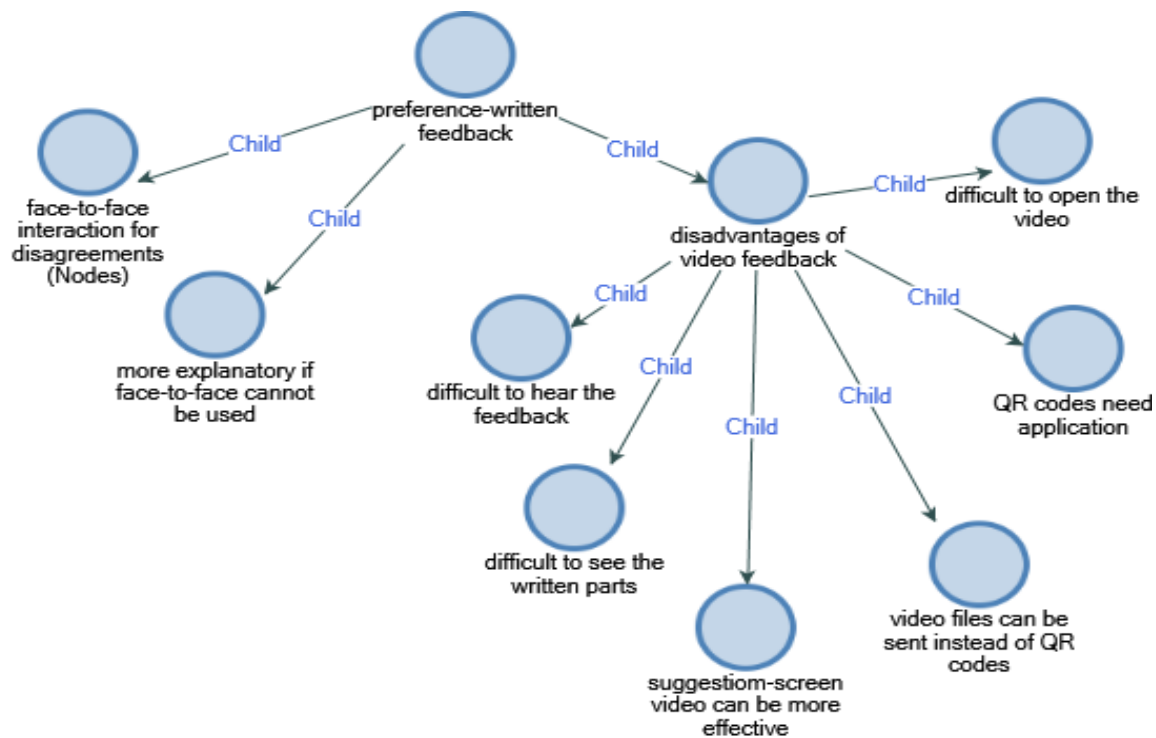 preference-written
feedback
Child
Child
Child
face-to-face
interaction for
disagreements
(Nodes)
more explanatory if
face-to-face cannot
be used
disadvantages of
video feedback
Child
difficult to open the
video
Child
difficult to hear the
feedback
Child
difficult to see the
written parts
Child
suggestiom-screen
video can be more
effective
Child
video files can be
sent instead of QR
codes
Child
QR codes need
application